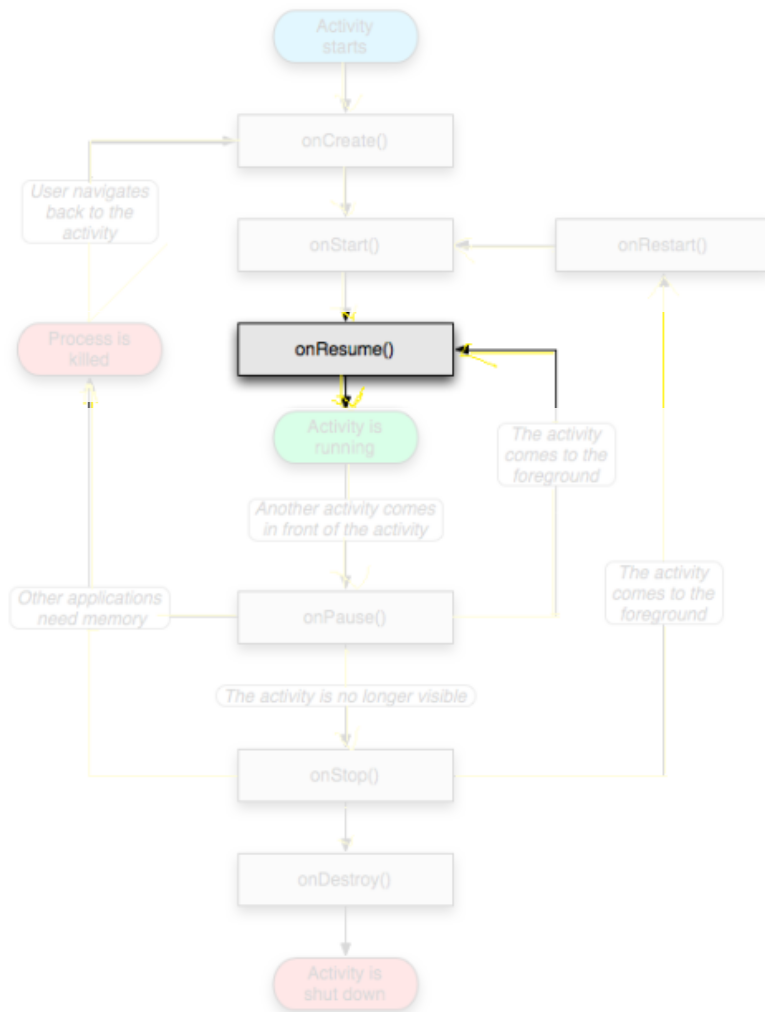 Activity
starts
onCreate()
User navigates
back to the
activity
onStart()
onRestart()
Process is
killed
onResume()
Activity is
running
The activity
comes to the
foreground
Another activity comes
in front of the activity
The activity
comes to the
foreground
Other applications
need memory
onPause()
The activity is no longer visible
onStop()
onDestroy()
Activity is
shut down